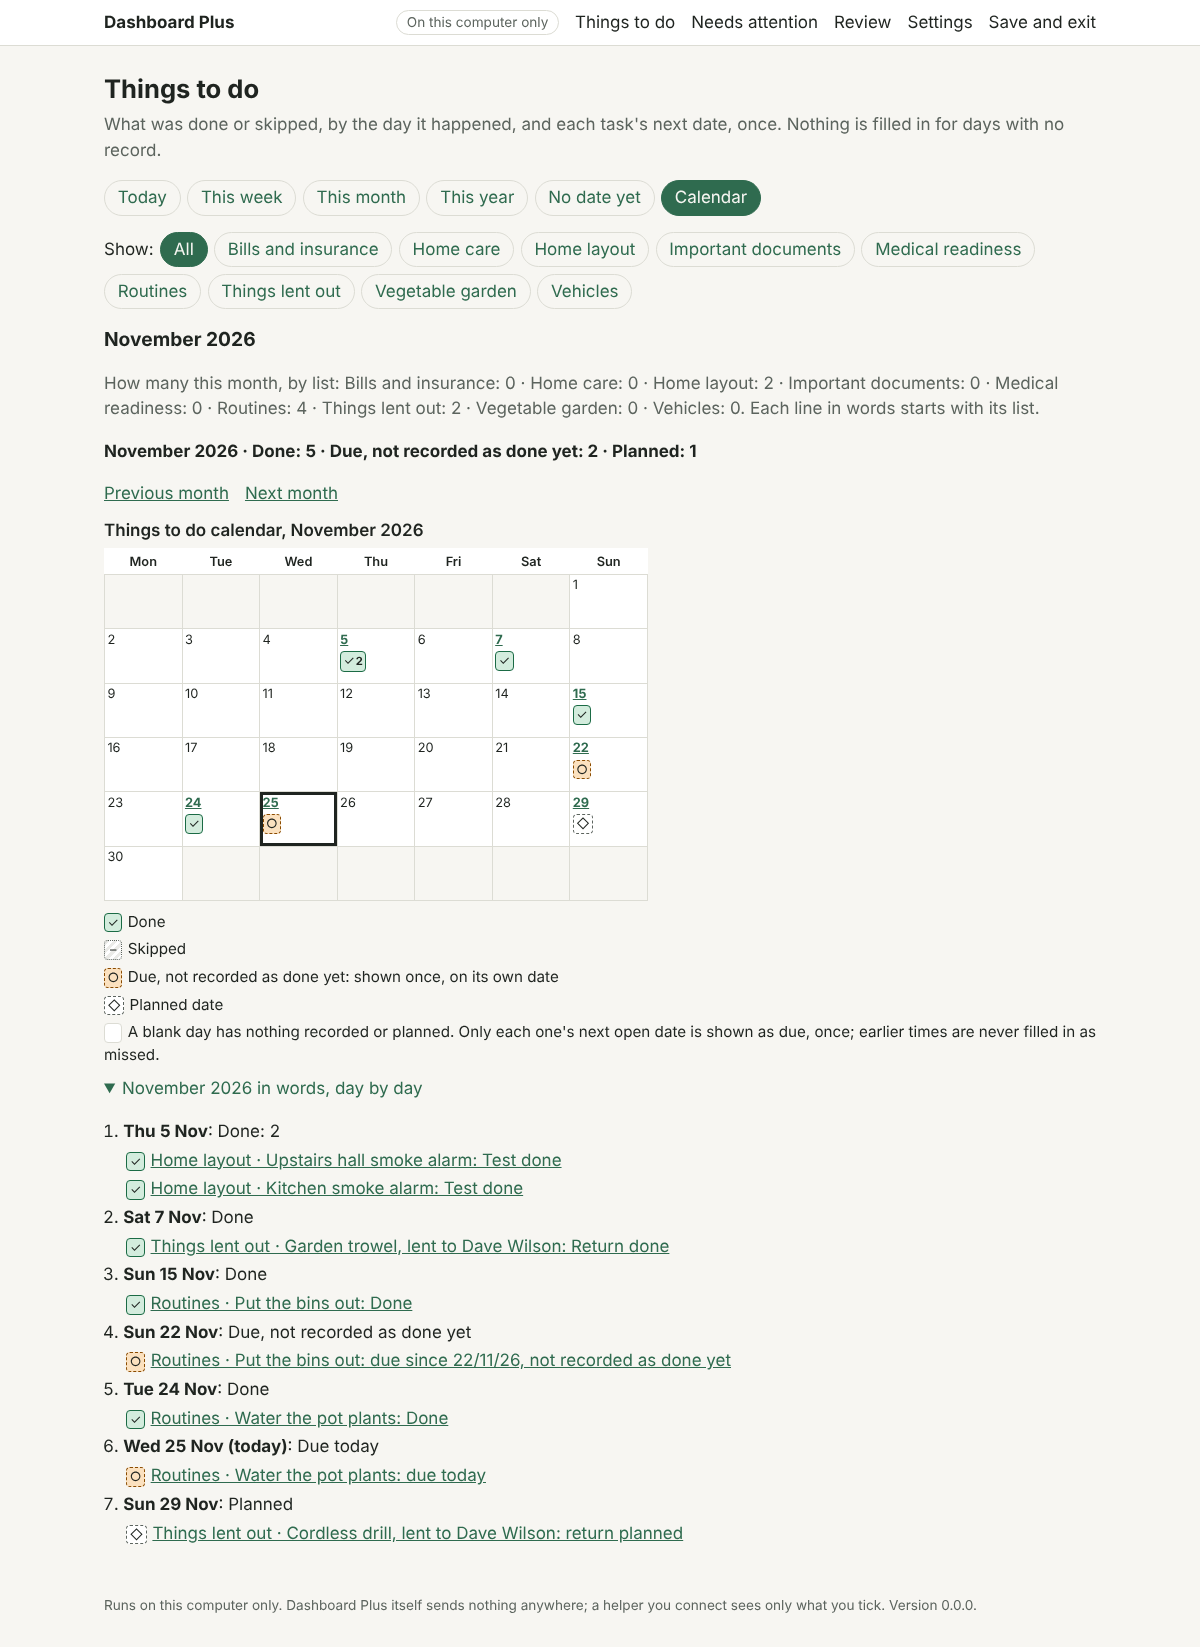 Dashboard Plus
On this computer only
Things to do
Needs attention
Review
Settings
Save and exit
Things to do
What was done or skipped, by the day it happened, and each task's next date, once. Nothing is filled in for days with no
record.
Today
This week
This month
This year
No date yet
Calendar
Show:
All
Bills and insurance
Home care
Home layout
Important documents
Medical readiness
Routines
Things lent out
Vegetable garden
Vehicles
November 2026
How many this month, by list: Bills and insurance: 0 · Home care: 0 · Home layout: 2 · Important documents: 0 · Medical
readiness: 0 · Routines: 4 · Things lent out: 2 · Vegetable garden: 0 · Vehicles: 0. Each line in words starts with its list.
November 2026 · Done: 5 · Due, not recorded as done yet: 2 · Planned: 1
Previous month
Next month
Things to do calendar, November 2026
Mon Tue Wed Thu Fri Sat Sun
1
2 3 4 5 6 7 8
✓2 ✓
9 10 11 12 13 14 15
✓
16 17 18 19 20 21 22
23 24 25 26 27 28 29
✓
30
✓ Done
Skipped
Due, not recorded as done yet: shown once, on its own date
Planned date
A blank day has nothing recorded or planned. Only each one's next open date is shown as due, once; earlier times are never filled in as
missed.
▼ November 2026 in words, day by day
1. Thu 5 Nov: Done: 2
✓ Home layout · Upstairs hall smoke alarm: Test done
✓ Home layout · Kitchen smoke alarm: Test done
2. Sat 7 Nov: Done
✓ Things lent out · Garden trowel, lent to Dave Wilson: Return done
3. Sun 15 Nov: Done
✓ Routines · Put the bins out: Done
4. Sun 22 Nov: Due, not recorded as done yet
Routines · Put the bins out: due since 22/11/26, not recorded as done yet
5. Tue 24 Nov: Done
✓ Routines · Water the pot plants: Done
6. Wed 25 Nov (today): Due today
Routines · Water the pot plants: due today
7. Sun 29 Nov: Planned
Things lent out · Cordless drill, lent to Dave Wilson: return planned
Runs on this computer only. Dashboard Plus itself sends nothing anywhere; a helper you connect sees only what you tick. Version 0.0.0.